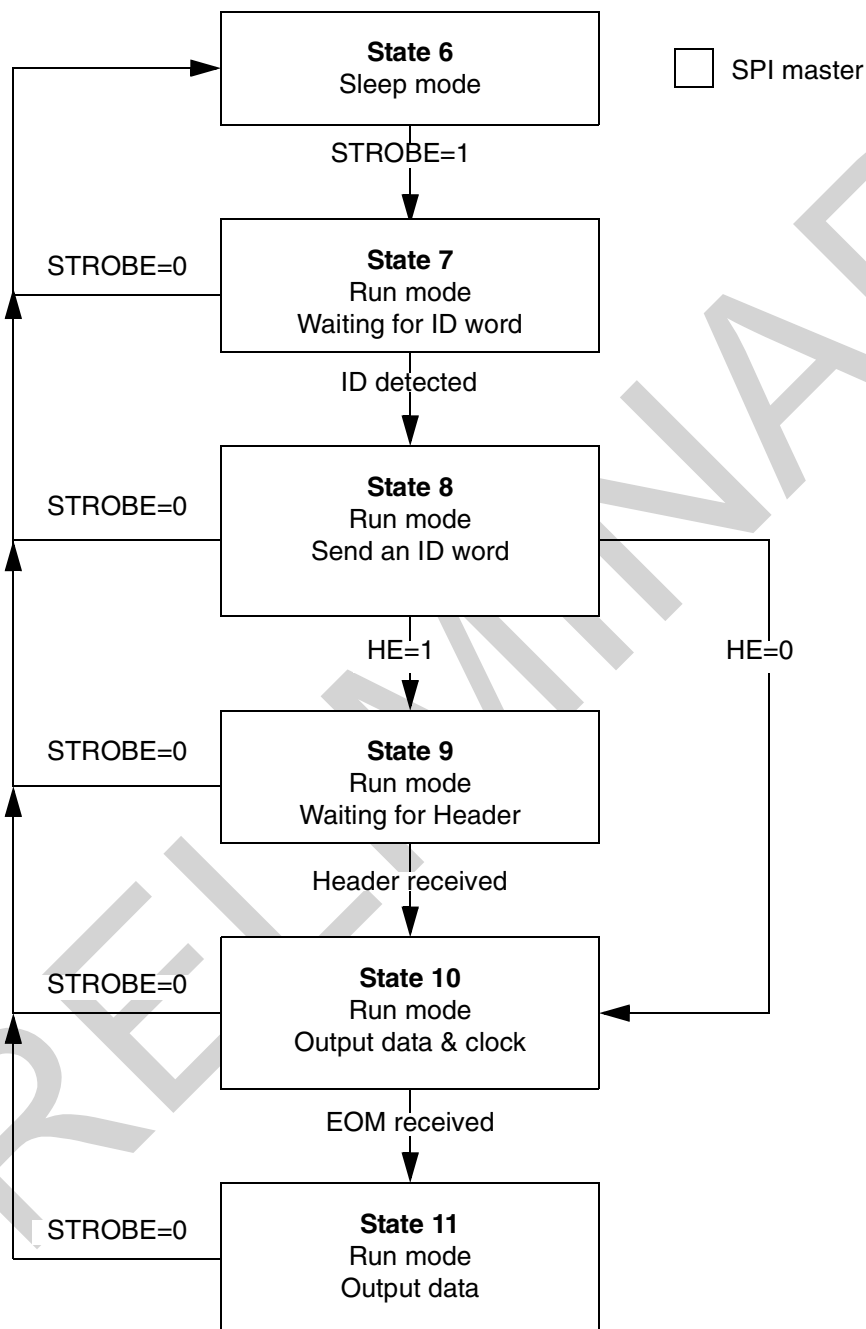 State 6
Sleep mode
SPI master
STROBE=1
State 7
Run mode
Waiting for ID word
STROBE=0
ID detected
State 8
Run mode
Send an ID word
STROBE=0
HE=1
HE=0
State 9
Run mode
Waiting for Header
STROBE=0
Header received
State 10
Run mode
Output data & clock
STROBE=0
EOM received
State 11
Run mode
Output data
STROBE=0